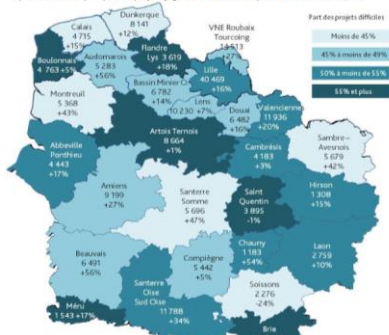 Dunkerque
8 141
+12%
Calais
4 715
+15%
VNE Roubaix
Tourcoing
14 513
+27%
Part des projets difficiles
Moins de 45%
45% à moins de 49%
50% à moins de 55%
55% et plus
Boulonnais
4 763 +5%
Audomarois
5 283
+56%
Flandre
Lys 3 619
+18%
Lille
40 469
+16%
Bassin Minier
6 782
+14%
Montreuil
5 368
+43%
Lens
10 230 +7%
Douai
6 482
+16%
Valencienne
11 936
+20%
Artois Ternois
8 664
+1%
Abbeville
Ponthieu
4 443
+17%
Cambrésis
4 183
+3%
Sambre-
Avesnois
5 679
+42%
Amiens
9 199
+27%
Santerre
Somme
5 696
+47%
Saint
Quentin
3 895
-1%
Hirson
1 308
+15%
Beauvais
6 491
+56%
Compiègne
5 442
+5%
Chauny
1 183
+54%
Laon
2 759
+10%
Santerre
Oise
Sud Oise
11 788
+34%
Soissons
2 276
-24%
Méru
1 543 +17%
Brie